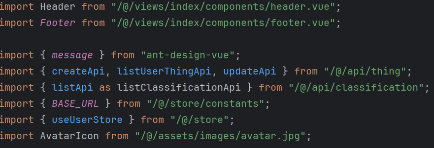 import Header from "/@/views/index/components/header.vue";
import Footer from "/@/views/index/components/footer.vue";
import { message } from "ant-design-vue";
import { createApi, listUserThingApi, updateApi } from "/@/api/thing";
import { listApi as listClassificationApi } from "/@/api/classification";
import { BASE_URL } from "/@/store/constants";
import { useUserStore } from "/@/store";
import AvatarIcon from "/@/assets/images/avatar.jpg";